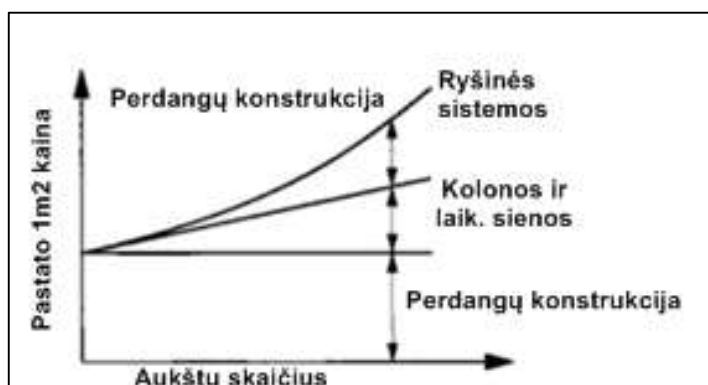 Perdangų konstrukcija
Ryšinės
sistemos
Pastato 1m2 kaina
Kolonos ir
laik. sienos
Perdangų konstrukcija
Aukštų skaičius